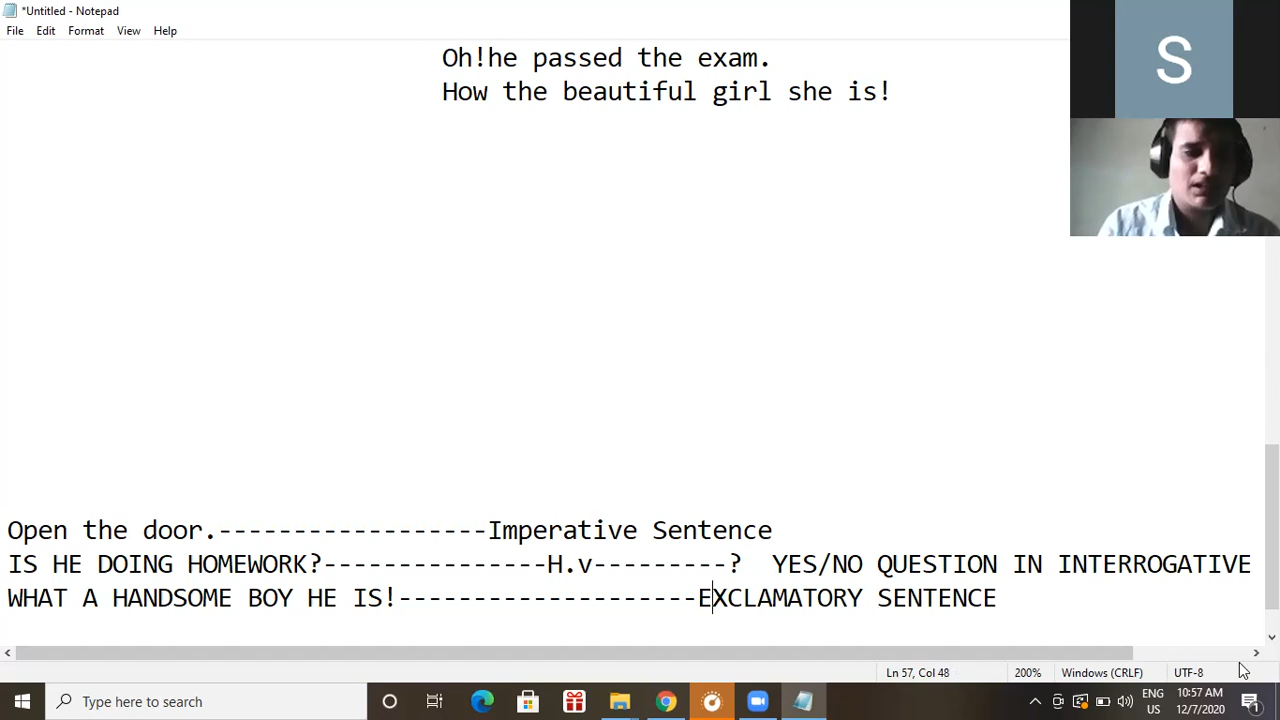 *Untitled - Notepad
File Edit Format View Help
Oh!he passed the exam.
How the beautiful girl she is!
S
Open the door.------------------Imperative Sentence
IS HE DOING HOMEWORK?---------------H.v---------? YES/NO QUESTION IN INTERROGATIVE
WHAT A HANDSOME BOY HE IS!--------------------EXCLAMATORY SENTENCE
Ln 57, Col 48 200% Windows (CRLF) UTF-8
Type here to search
ENG 10:57 AM
US 12/7/2020
1